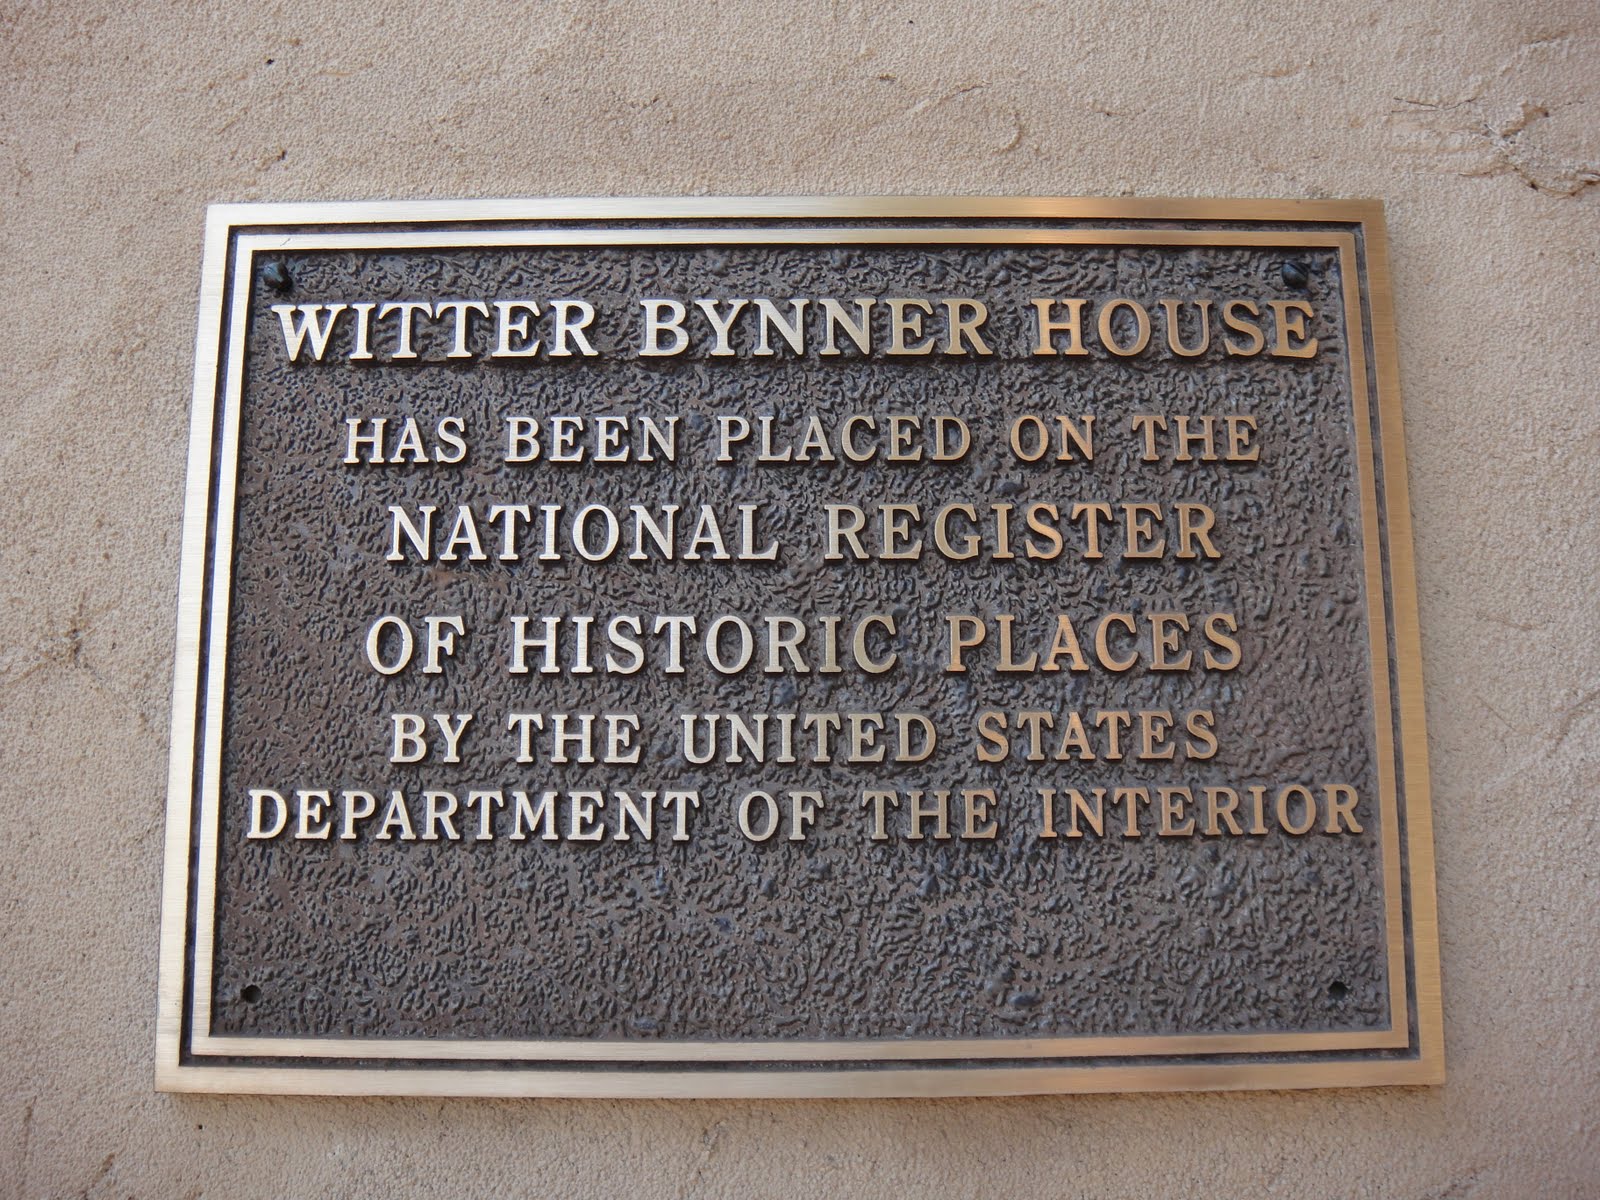 WITTER BYNNER HOUSE
HAS BEEN PLACED ON THE
NATIONAL REGISTER
OF HISTORIC PLACES
BY THE UNITED STATES
DEPARTMENT OF THE INTERIOR